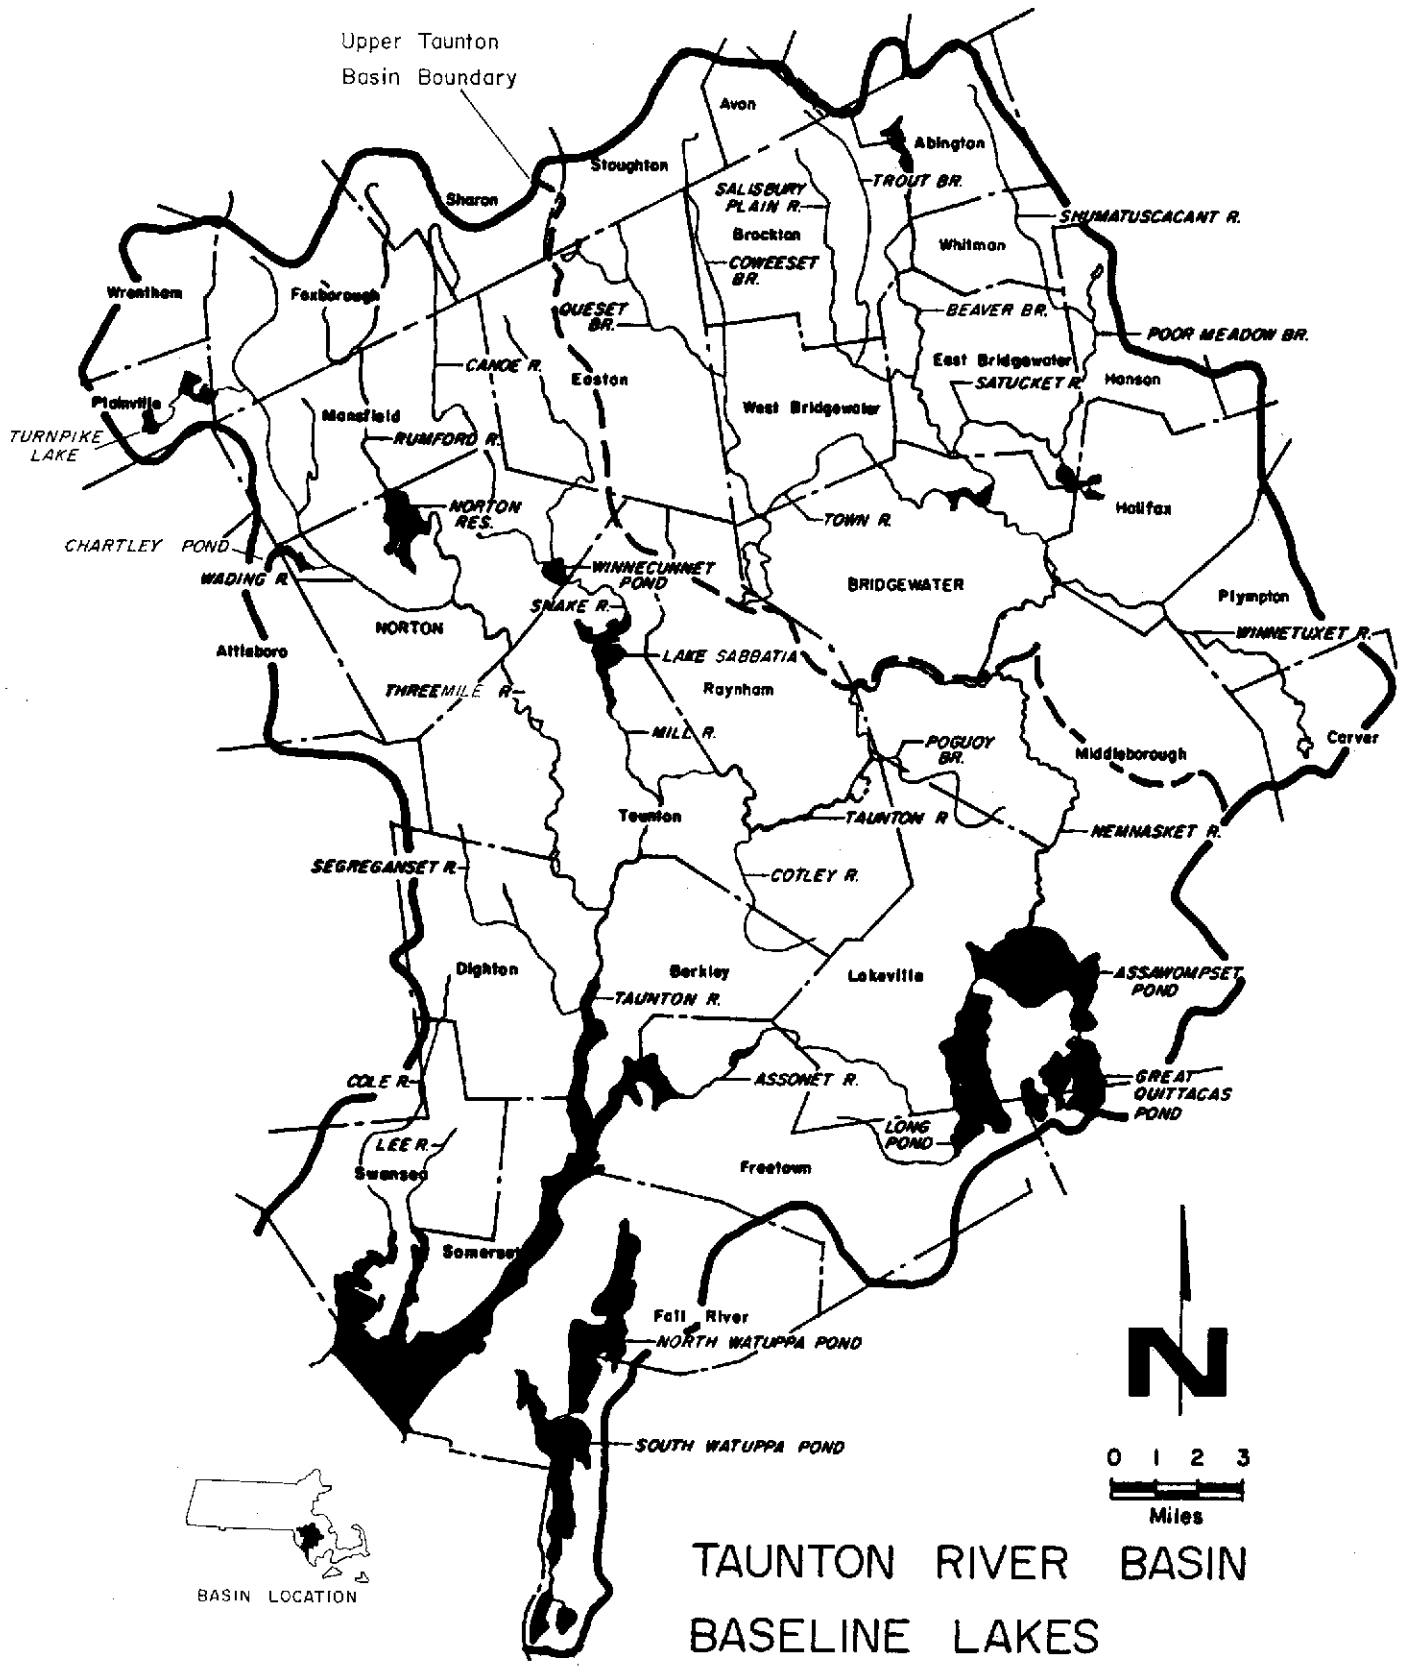 Upper Taunton
Basin Boundary
Avon
Abington
Stoughton
TROUT BR.
SALISBURY
PLAIN R.
Sharon
SHUMATUSCACANT R.
Brockton
Whitman
COWEESET
BR.
Wrentham
Foxborough
QUESET
BR.
BEAVER BR.
POOR MEADOW BR.
CANOE R.
East Bridgewater
Easton
SATUCKET R.
Hanson
Plainville
Mansfield
West Bridgewater
TURNPIKE
LAKE
RUMFORD R.
NORTON
RES.
TOWN R.
Halifax
CHARTLEY POND
WADING R.
WINNECUNNET
POND
BRIDGEWATER
Plympton
SNAKE R.
NORTON
WINNETUXET R.
Attleboro
LAKE SABBATIA
Raynham
THREEMILE R
MILL R.
POQUOY
BR.
Middleborough
Carver
Taunton
TAUNTON R
NEMNASKET R.
SEGREGANSET R.
COTLEY R.
Dighton
Berkley
Lakeville
ASSAWOMPSET
POND
TAUNTON R.
COLE R.
ASSONET R.
GREAT
QUITTACAS
POND
LONG
POND
LEE R.
Swansea
Freetown
Somerset
Fall River
NORTH WATUPPA POND
N
SOUTH WATUPPA POND
0 1 2 3
Miles
BASIN LOCATION
TAUNTON RIVER BASIN
BASELINE LAKES